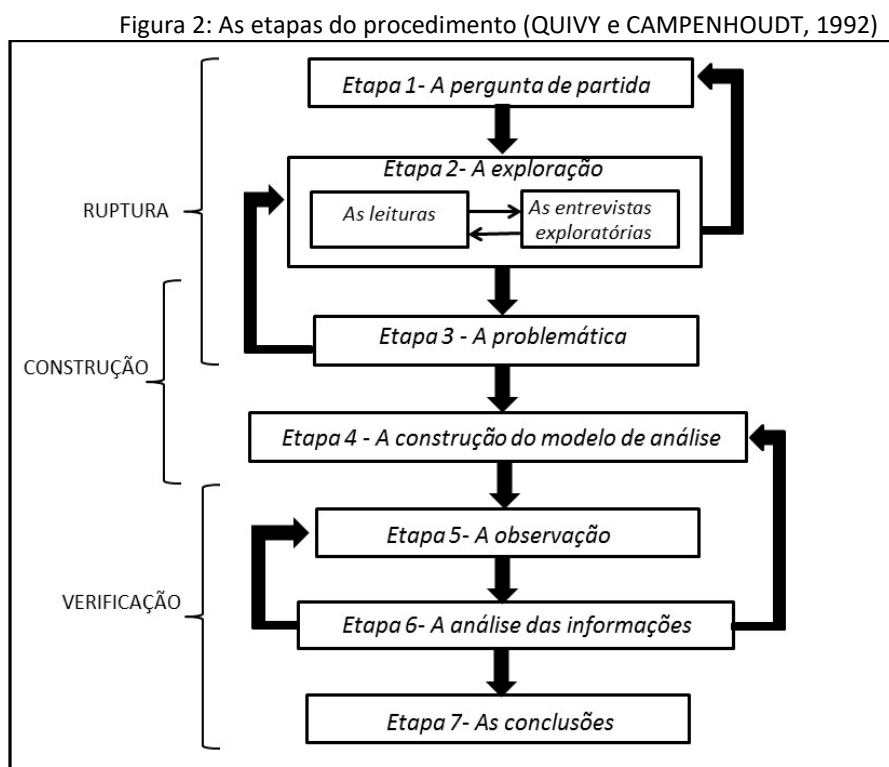 Figura 2: As etapas do procedimento (QUIVY e CAMPENHOUDT, 1992)
Etapa 1- A pergunta de partida
Etapa 2- A exploração
As leituras
As entrevistas
exploratórias
RUPTURA
Etapa 3 - A problemática
CONSTRUÇÃO
Etapa 4 - A construção do modelo de análise
Etapa 5- A observação
VERIFICAÇÃO
Etapa 6- A análise das informações
Etapa 7- As conclusões